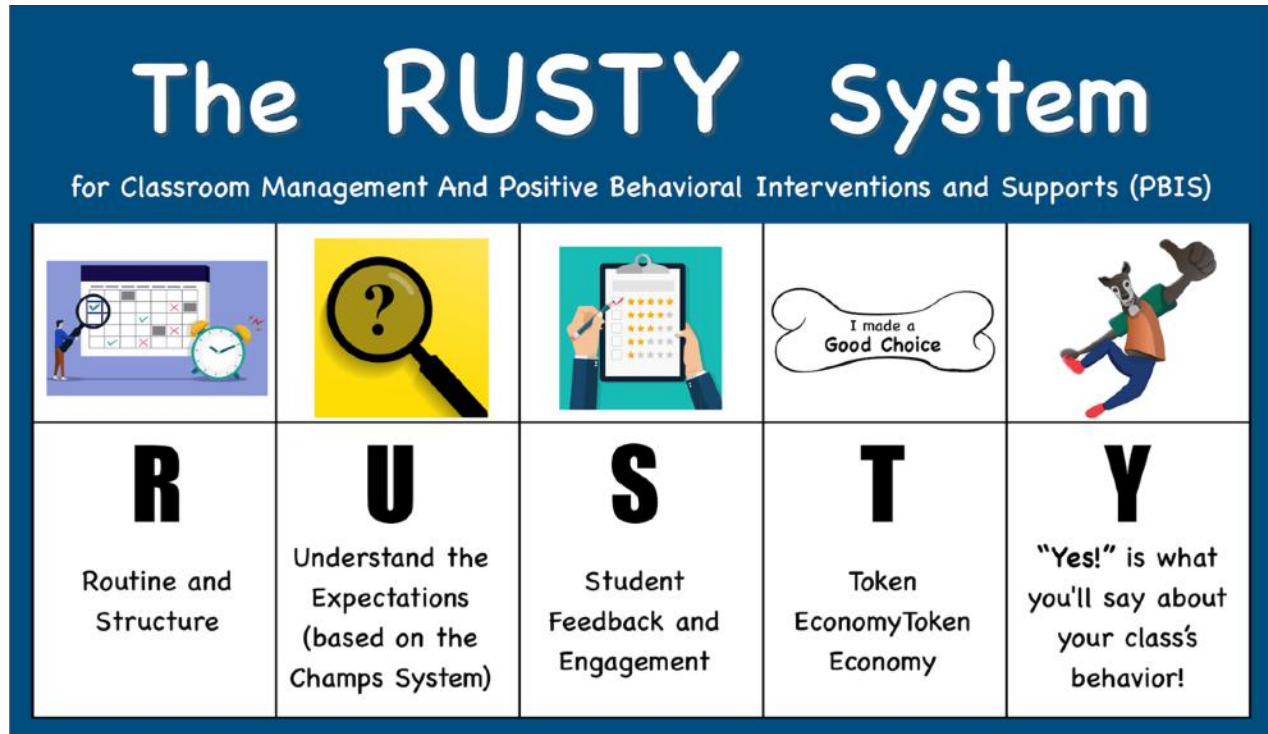 The RUSTY System
for Classroom Management And Positive Behavioral Interventions and Supports (PBIS)
?
I made a
Good Choice
R
Routine and
Structure
U
Understand the
Expectations
(based on the
Champs System)
S
Student
Feedback and
Engagement
T
Token
EconomyToken
Economy
Y
“Yes!” is what
you'll say about
your class's
behavior!